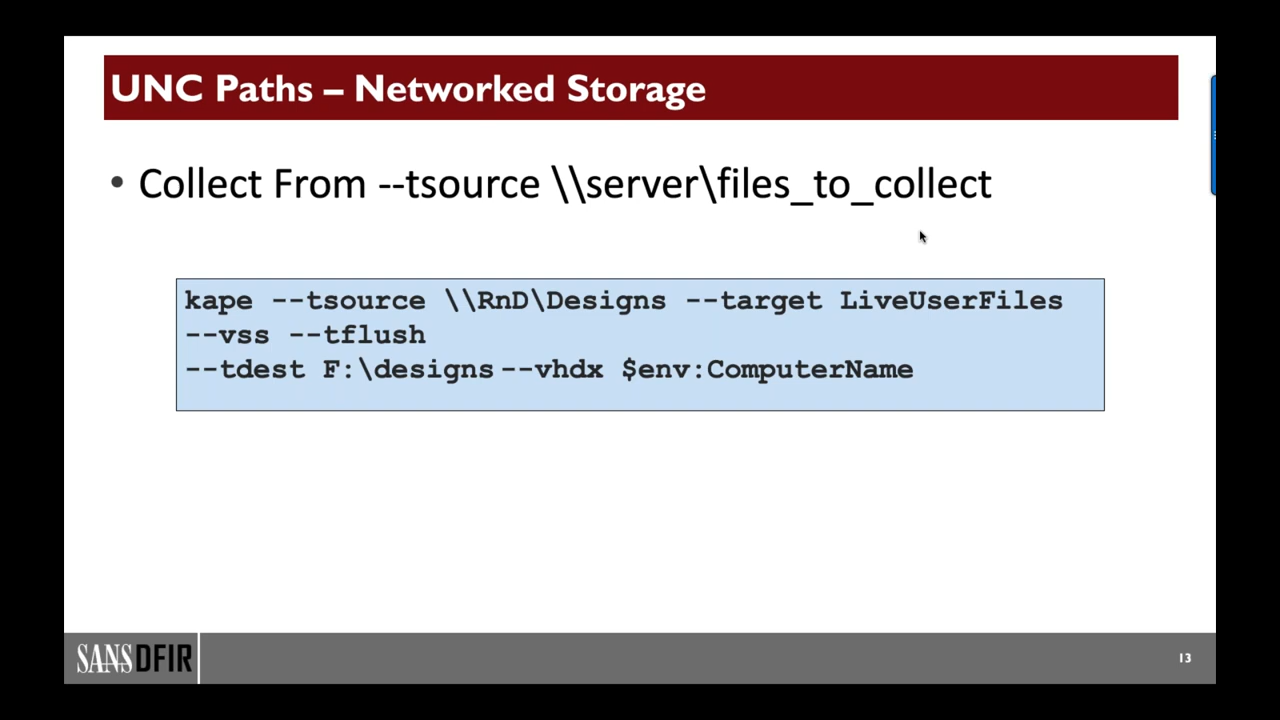 UNC Paths – Networked Storage
• Collect From --tsource \\server\files_to_collect
kape --tsource \\RnD\Designs --target LiveUserFiles
--vss --tflush
--tdest F:\designs --vhdx $env:ComputerName
SANS DFIR
13